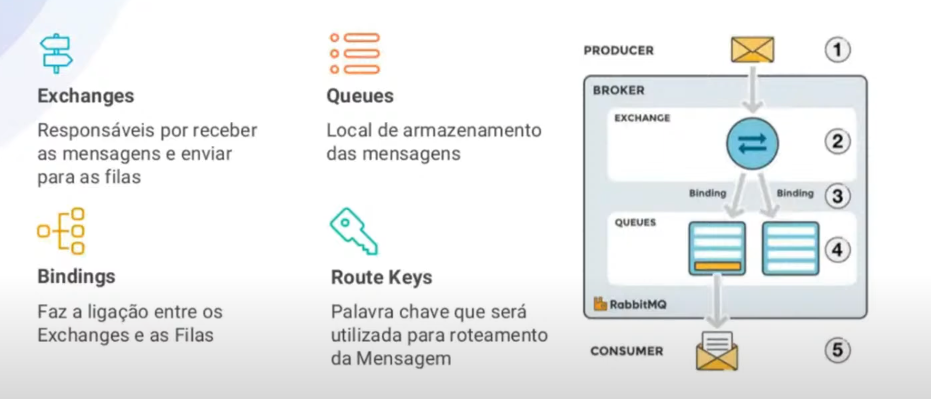 Exchanges
Responsáveis por receber
as mensagens e enviar
para as filas
Queues
Local de armazenamento
das mensagens
Bindings
Faz a ligação entre os
Exchanges e as Filas
Route Keys
Palavra chave que será
utilizada para roteamento
da Mensagem
PRODUCER
1
BROKER
EXCHANGE
2
Binding
Binding
3
QUEUES
4
RabbitMQ
CONSUMER
5